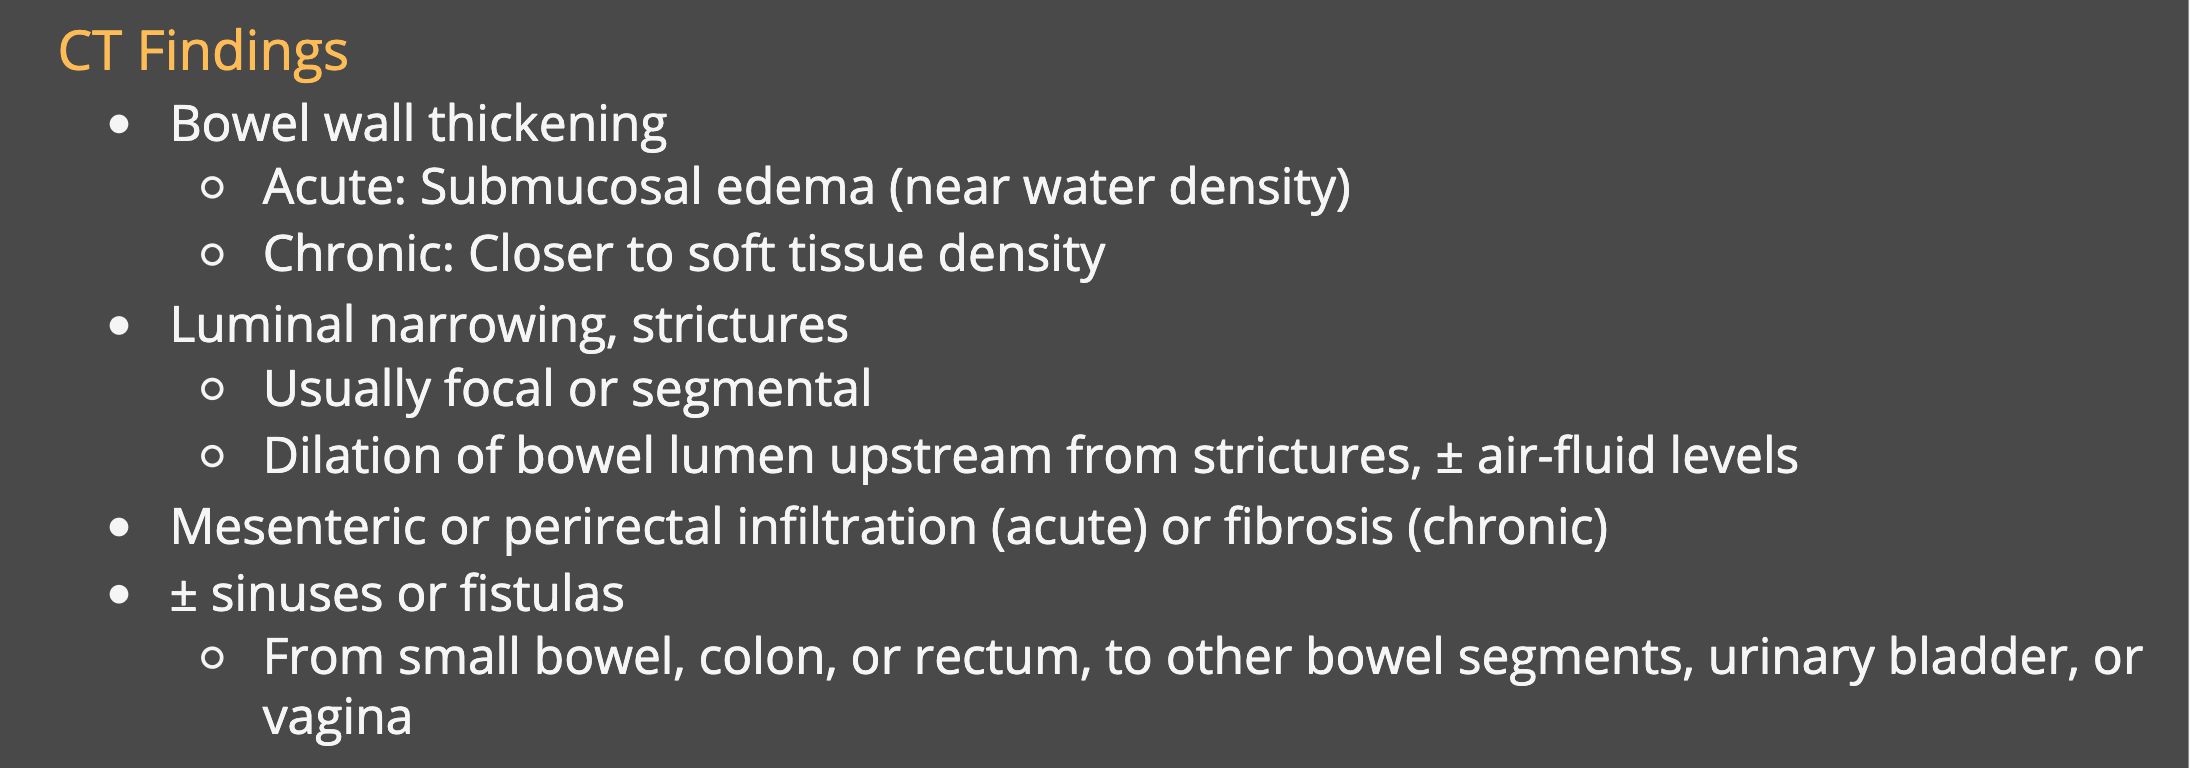 CT Findings
• Bowel wall thickening
◦ Acute: Submucosal edema (near water density)
◦ Chronic: Closer to soft tissue density
• Luminal narrowing, strictures
◦ Usually focal or segmental
◦ Dilation of bowel lumen upstream from strictures, ± air-fluid levels
• Mesenteric or perirectal infiltration (acute) or fibrosis (chronic)
• ± sinuses or fistulas
◦ From small bowel, colon, or rectum, to other bowel segments, urinary bladder, or
vagina